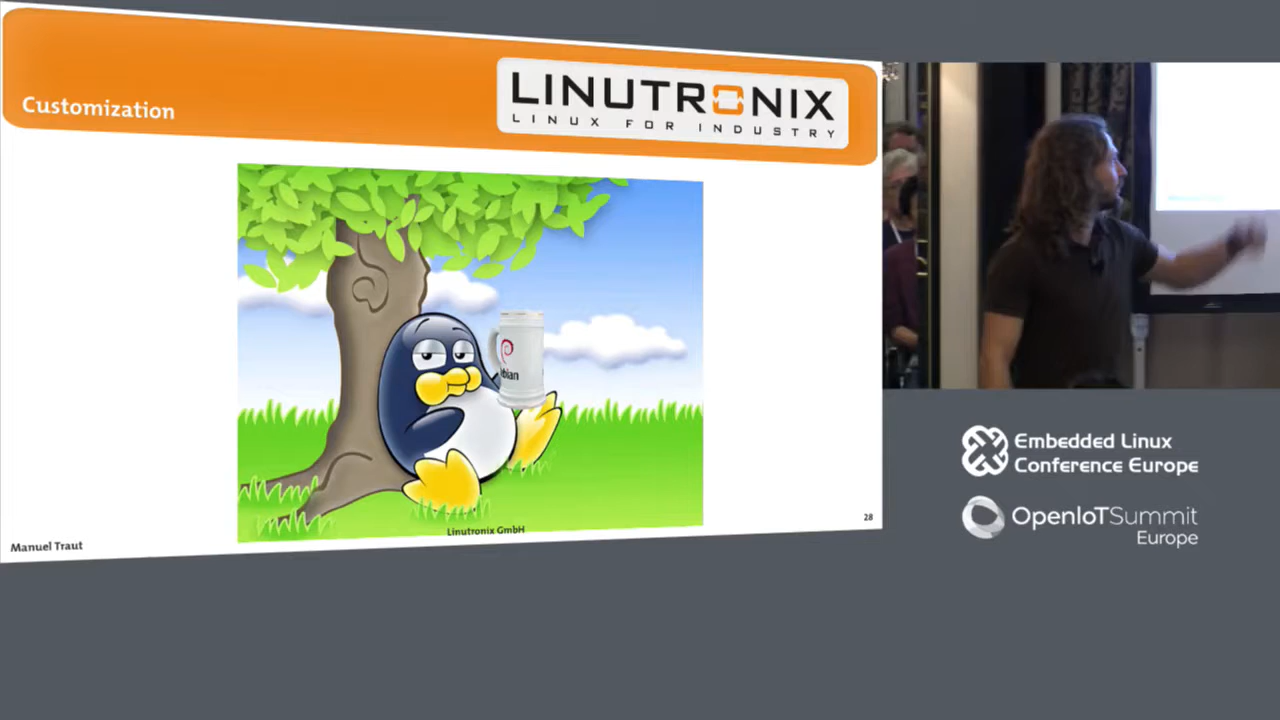 Customization
LINUTRONIX
LINUX FOR INDUSTRY
bian
Linutronix GmbH
Manuel Traut
28
Embedded Linux
Conference Europe
OpenIoTSummit
Europe